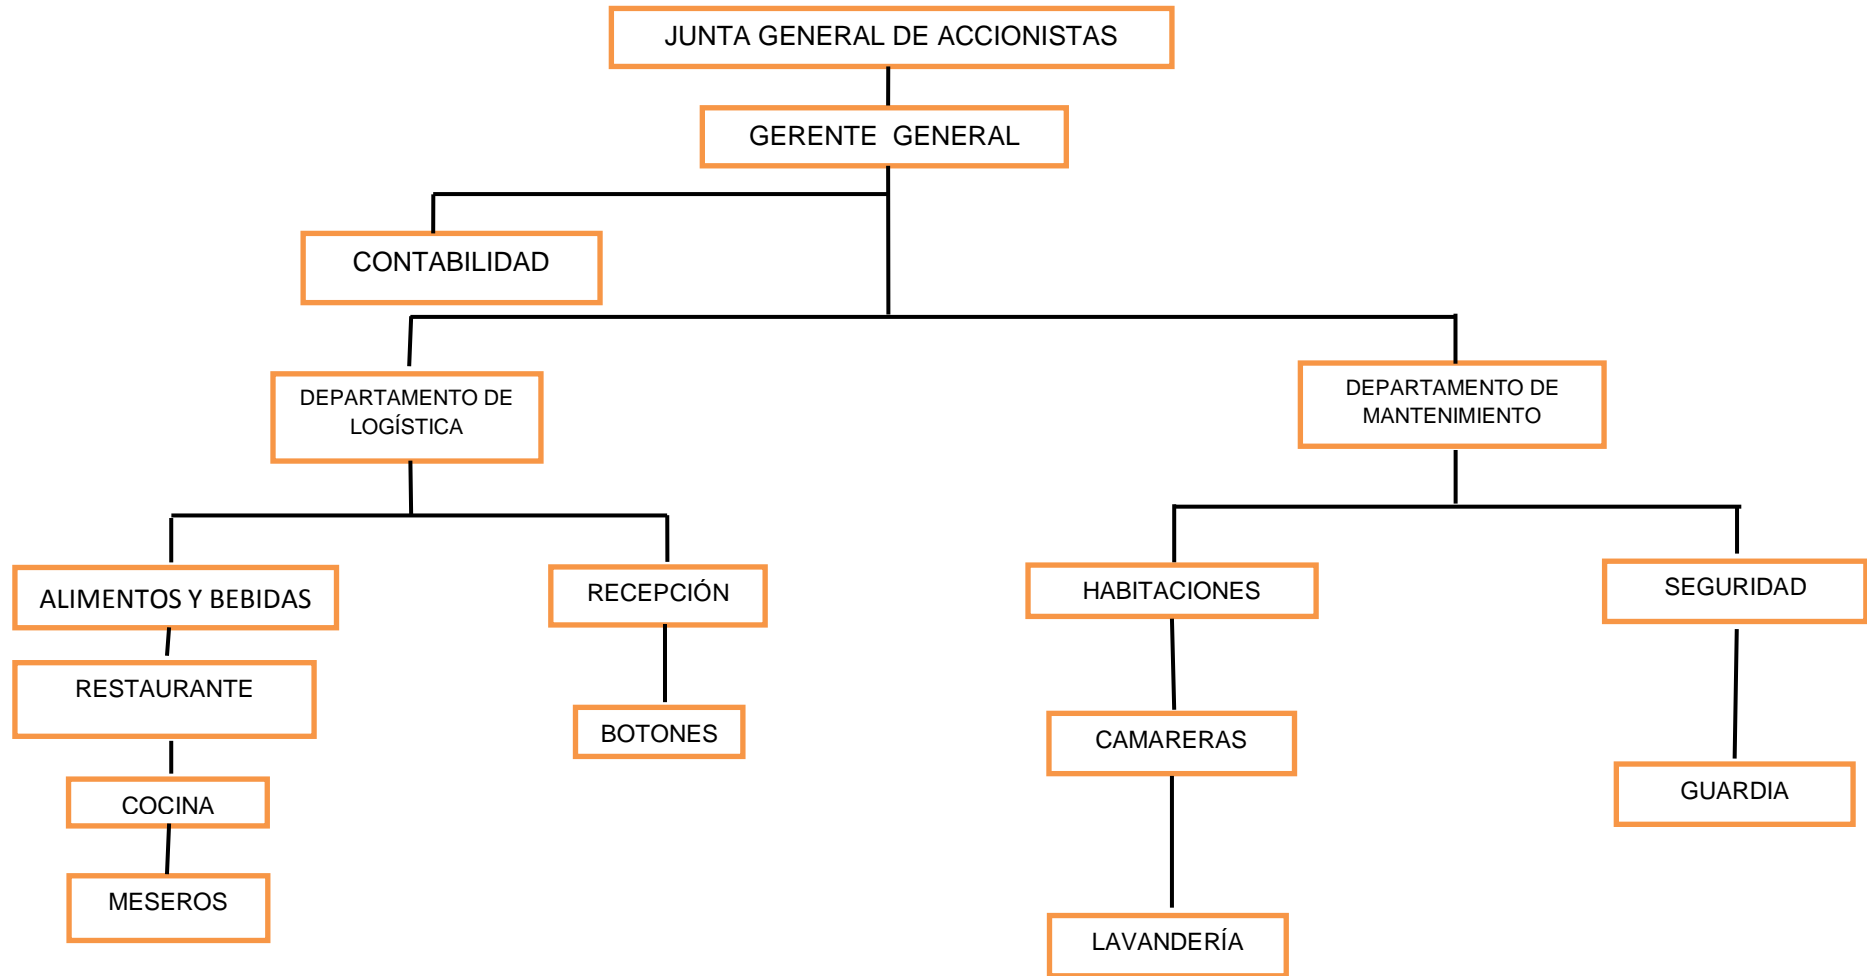 JUNTA GENERAL DE ACCIONISTAS
GERENTE GENERAL
CONTABILIDAD
DEPARTAMENTO DE
LOGÍSTICA
DEPARTAMENTO DE
MANTENIMIENTO
ALIMENTOS Y BEBIDAS
RECEPCIÓN
HABITACIONES
SEGURIDAD
RESTAURANTE
BOTONES
CAMARERAS
GUARDIA
COCINA
MESEROS
LAVANDERÍA